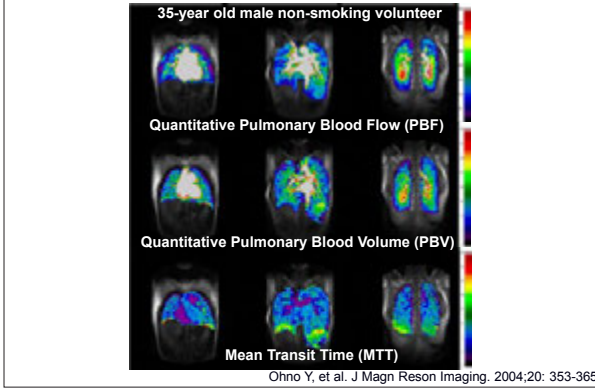 35-year old male non-smoking volunteer
Quantitative Pulmonary Blood Flow (PBF)
Quantitative Pulmonary Blood Volume (PBV)
Mean Transit Time (MTT)
Ohno Y, et al. J Magn Reson Imaging. 2004;20: 353-365